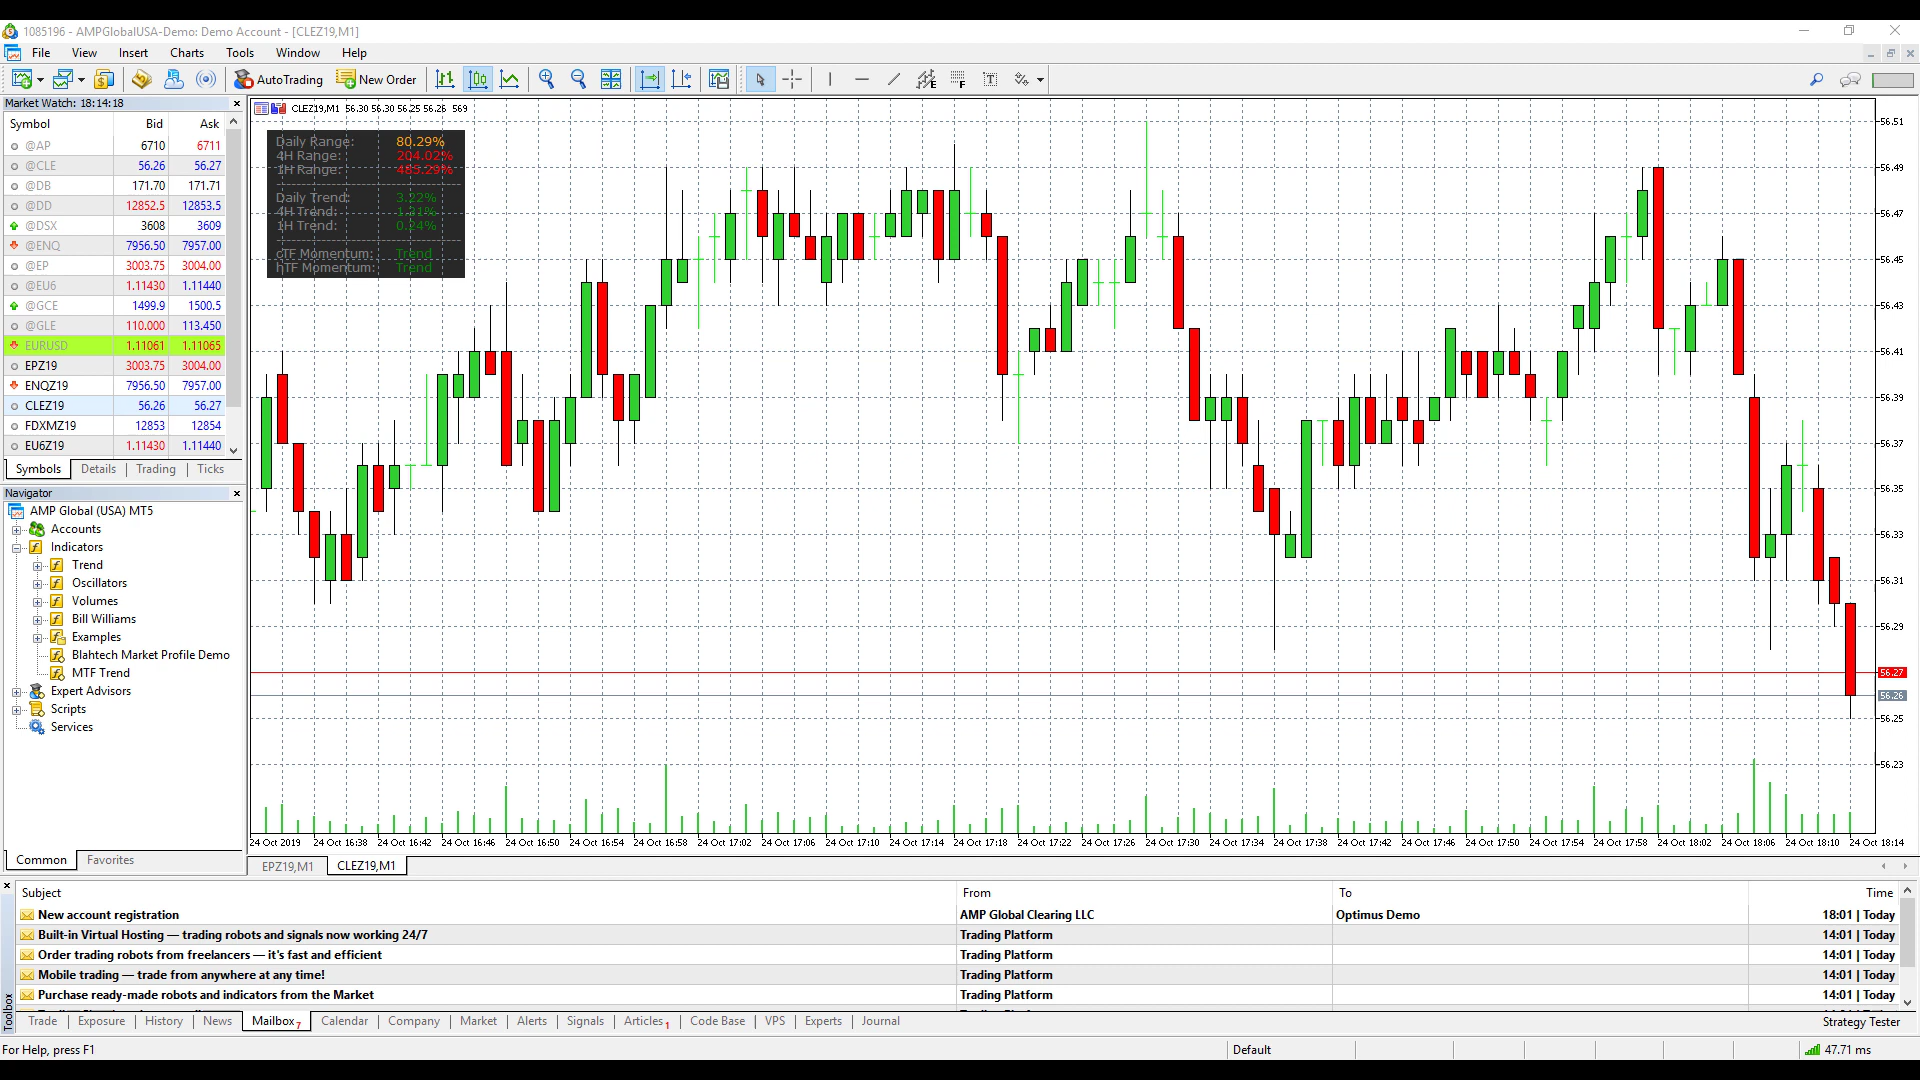 1085196 - AMPGlobalUSA-Demo: Demo Account - [CLEZ19,M1]
File View Insert Charts Tools Window Help
AutoTrading New Order
Market Watch: 18:14:18
Symbol Bid Ask
@AP 6710 6711
@CLE 56.26 56.27
@DB 171.70 171.71
@DD 12852.5 12853.5
@DSX 3608 3609
@ENQ 7956.50 7957.00
@EP 3003.75 3004.00
@EU6 1.11430 1.11440
@GCE 1499.9 1500.5
@GLE 110.000 113.450
EURUSD 1.11061 1.11065
EPZ19 3003.75 3004.00
ENQZ19 7956.50 7957.00
CLEZ19 56.26 56.27
FDXMZ19 12853 12854
EU6Z19 1.11430 1.11440
Symbols Details Trading Ticks
Navigator
AMP Global (USA) MT5
Accounts
Indicators
Trend
Oscillators
Volumes
Bill Williams
Examples
Blahtech Market Profile Demo
MTF Trend
Expert Advisors
Scripts
Services
Common Favorites
CLEZ19,M1 56.30 56.30 56.25 56.26 569
Daily Range: 80.29%
4H Range: 204.02%
1H Range: 485.29%
Daily Trend: 3.22%
4H Trend: 1.31%
1H Trend: 0.24%
cTF Momentum: Trend
hTF Momentum: Trend
56.51
56.49
56.47
56.45
56.43
56.41
56.39
56.37
56.35
56.33
56.31
56.29
56.27
56.26
56.25
56.23
24 Oct 2019 24 Oct 16:38 24 Oct 16:42 24 Oct 16:46 24 Oct 16:50 24 Oct 16:54 24 Oct 16:58 24 Oct 17:02 24 Oct 17:06 24 Oct 17:10 24 Oct 17:14 24 Oct 17:18 24 Oct 17:22 24 Oct 17:26 24 Oct 17:30 24 Oct 17:34 24 Oct 17:38 24 Oct 17:42 24 Oct 17:46 24 Oct 17:50 24 Oct 17:54 24 Oct 17:58 24 Oct 18:02 24 Oct 18:06 24 Oct 18:10 24 Oct 18:14
EPZ19,M1 CLEZ19,M1
Subject From To Time
New account registration AMP Global Clearing LLC Optimus Demo 18:01 | Today
Built-in Virtual Hosting — trading robots and signals now working 24/7 Trading Platform 14:01 | Today
Order trading robots from freelancers — it's fast and efficient Trading Platform 14:01 | Today
Mobile trading — trade from anywhere at any time! Trading Platform 14:01 | Today
Purchase ready-made robots and indicators from the Market Trading Platform 14:01 | Today
Toolbox
Trade Exposure History News Mailbox 7 Calendar Company Market Alerts Signals Articles 1 Code Base VPS Experts Journal Strategy Tester
For Help, press F1 Default 47.71 ms